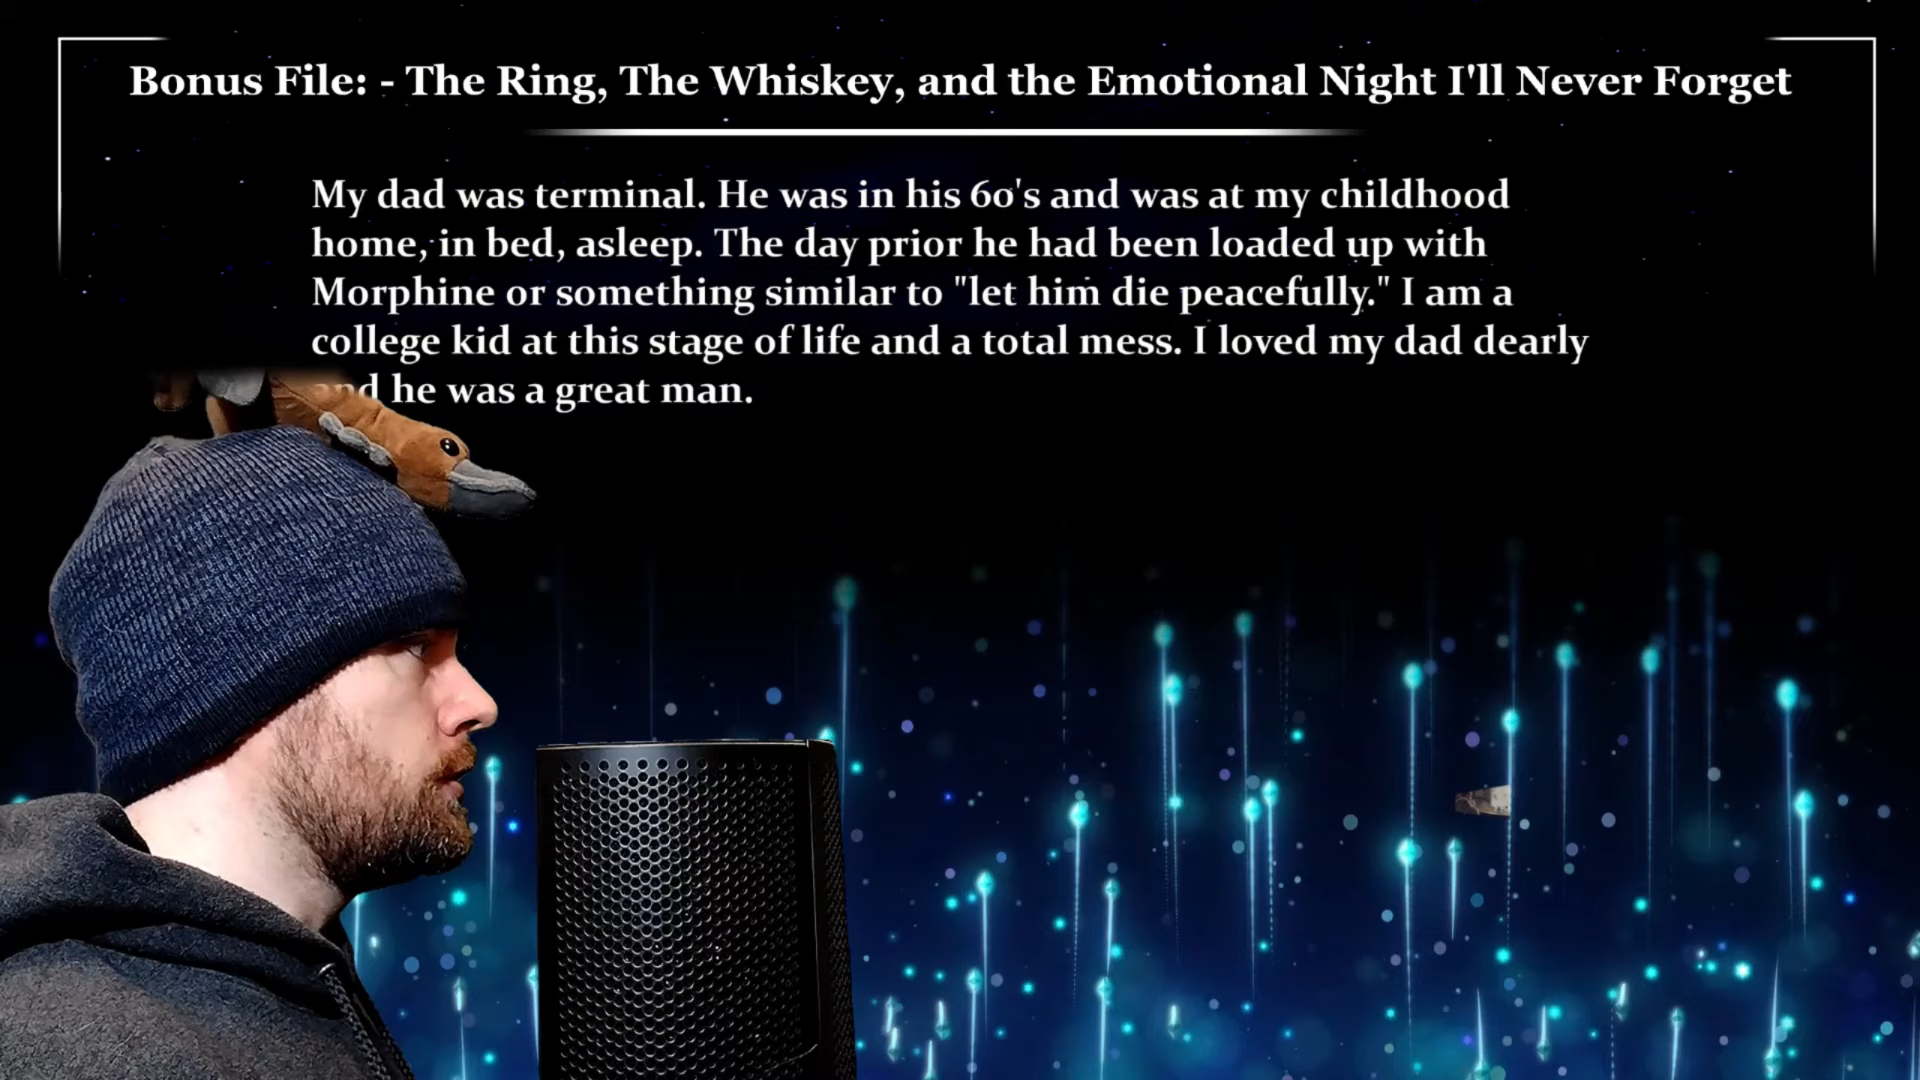 Bonus File: - The Ring, The Whiskey, and the Emotional Night I'll Never Forget
My dad was terminal. He was in his 60's and was at my childhood
home, in bed, asleep. The day prior he had been loaded up with
Morphine or something similar to "let him die peacefully." I am a
college kid at this stage of life and a total mess. I loved my dad dearly
and he was a great man.